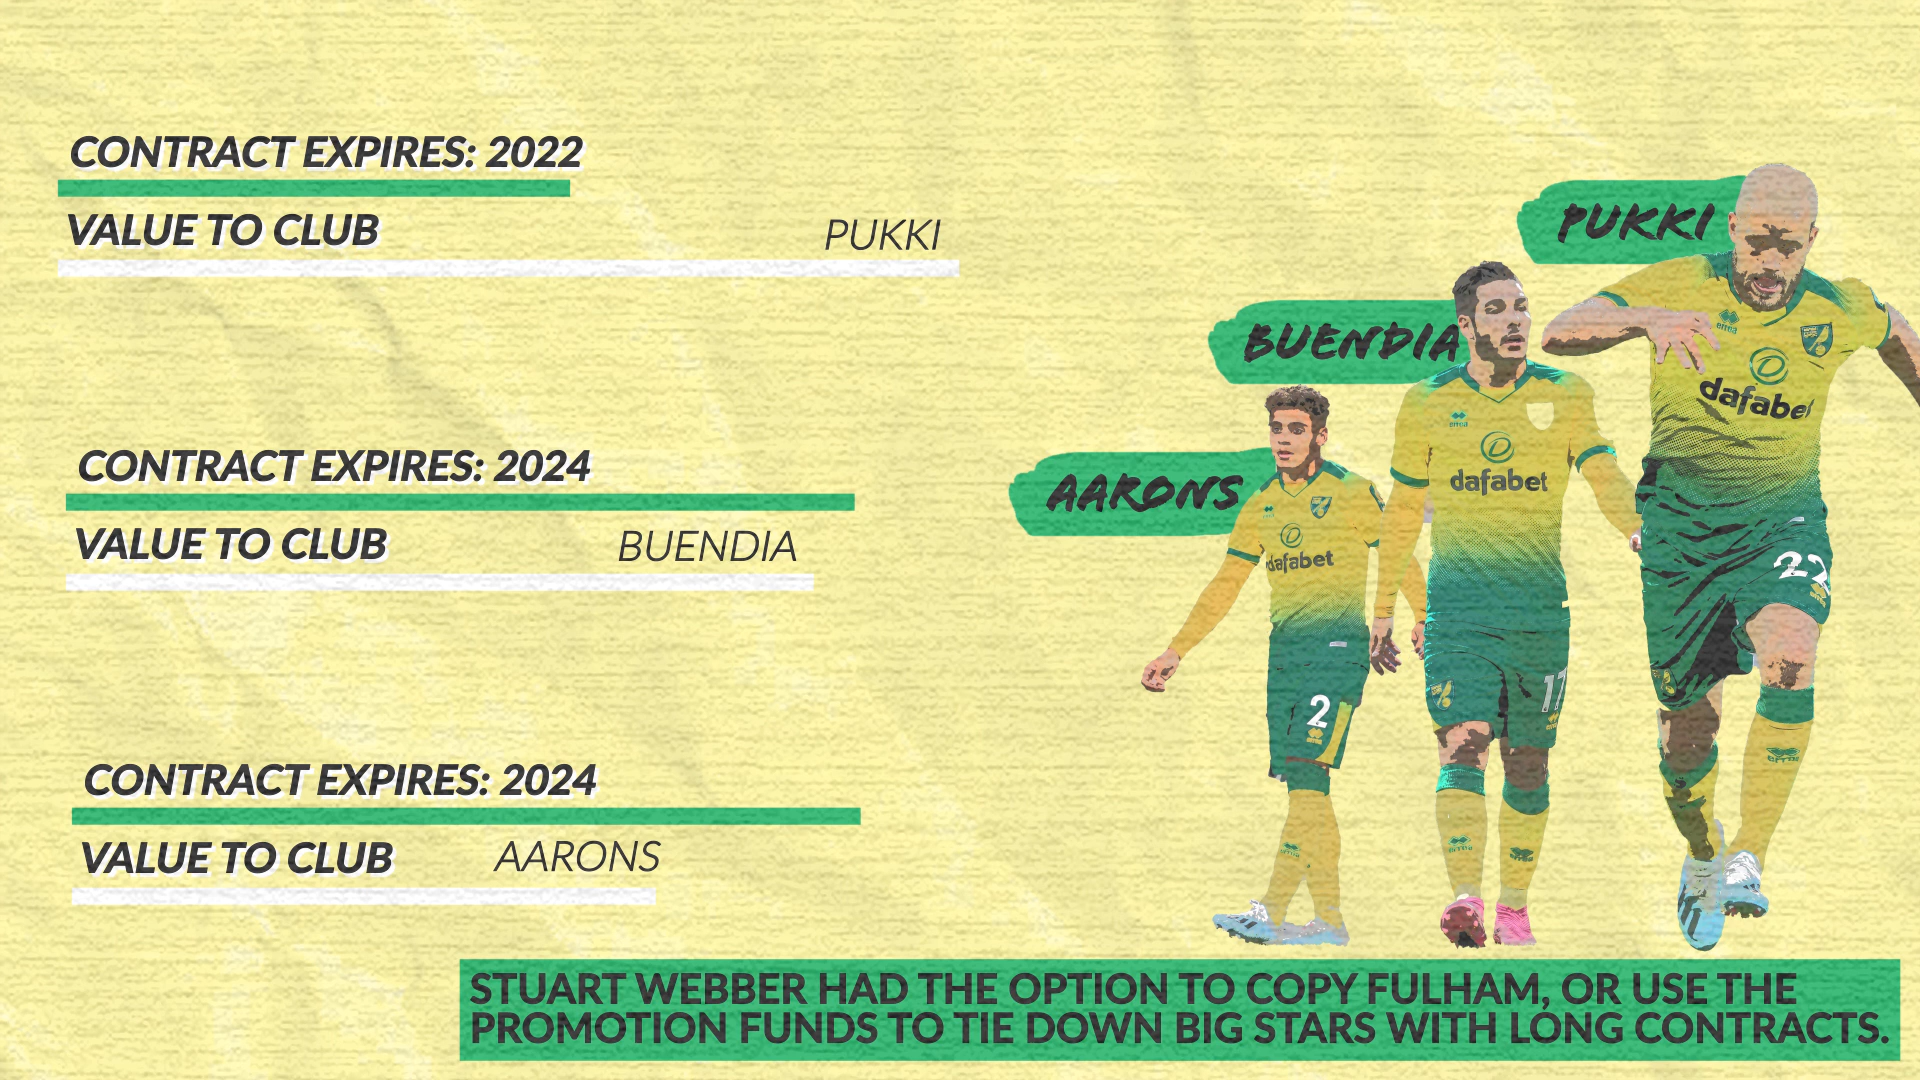 CONTRACT EXPIRES: 2022
VALUE TO CLUB
PUKKI
CONTRACT EXPIRES: 2024
VALUE TO CLUB
BUENDIA
CONTRACT EXPIRES: 2024
VALUE TO CLUB
AARONS
PUKKI
BUENDIA
AARONS
errea
dafabet
22
errea
dafabet
17
dafabet
2
STUART WEBBER HAD THE OPTION TO COPY FULHAM, OR USE THE
PROMOTION FUNDS TO TIE DOWN BIG STARS WITH LONG CONTRACTS.